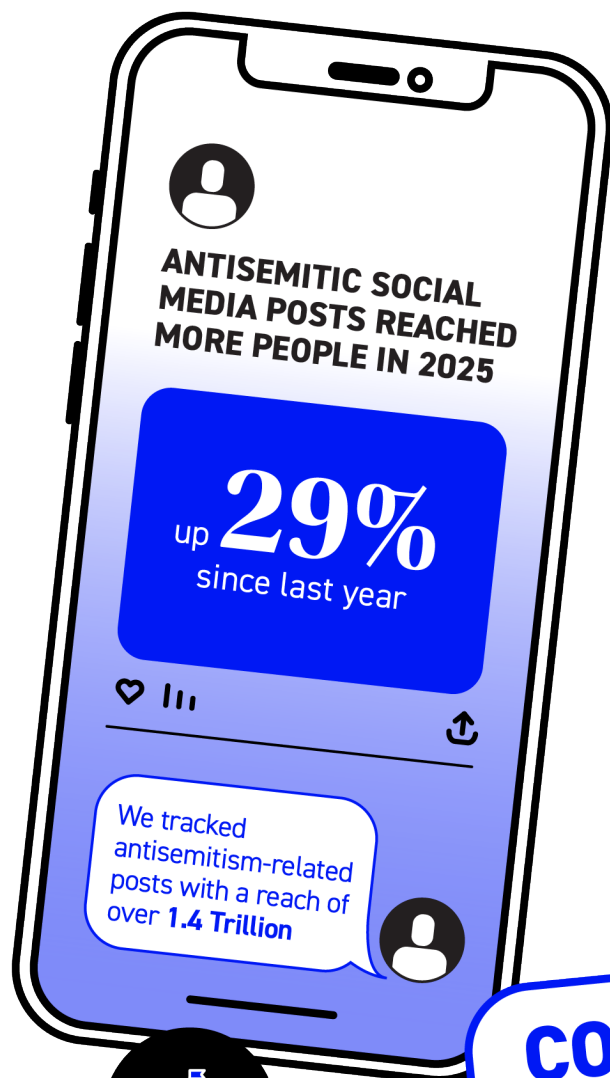 ANTISEMITIC SOCIAL
MEDIA POSTS REACHED
MORE PEOPLE IN 2025
up 29%
since last year
We tracked
antisemitism-related
posts with a reach of
over 1.4 Trillion
CO